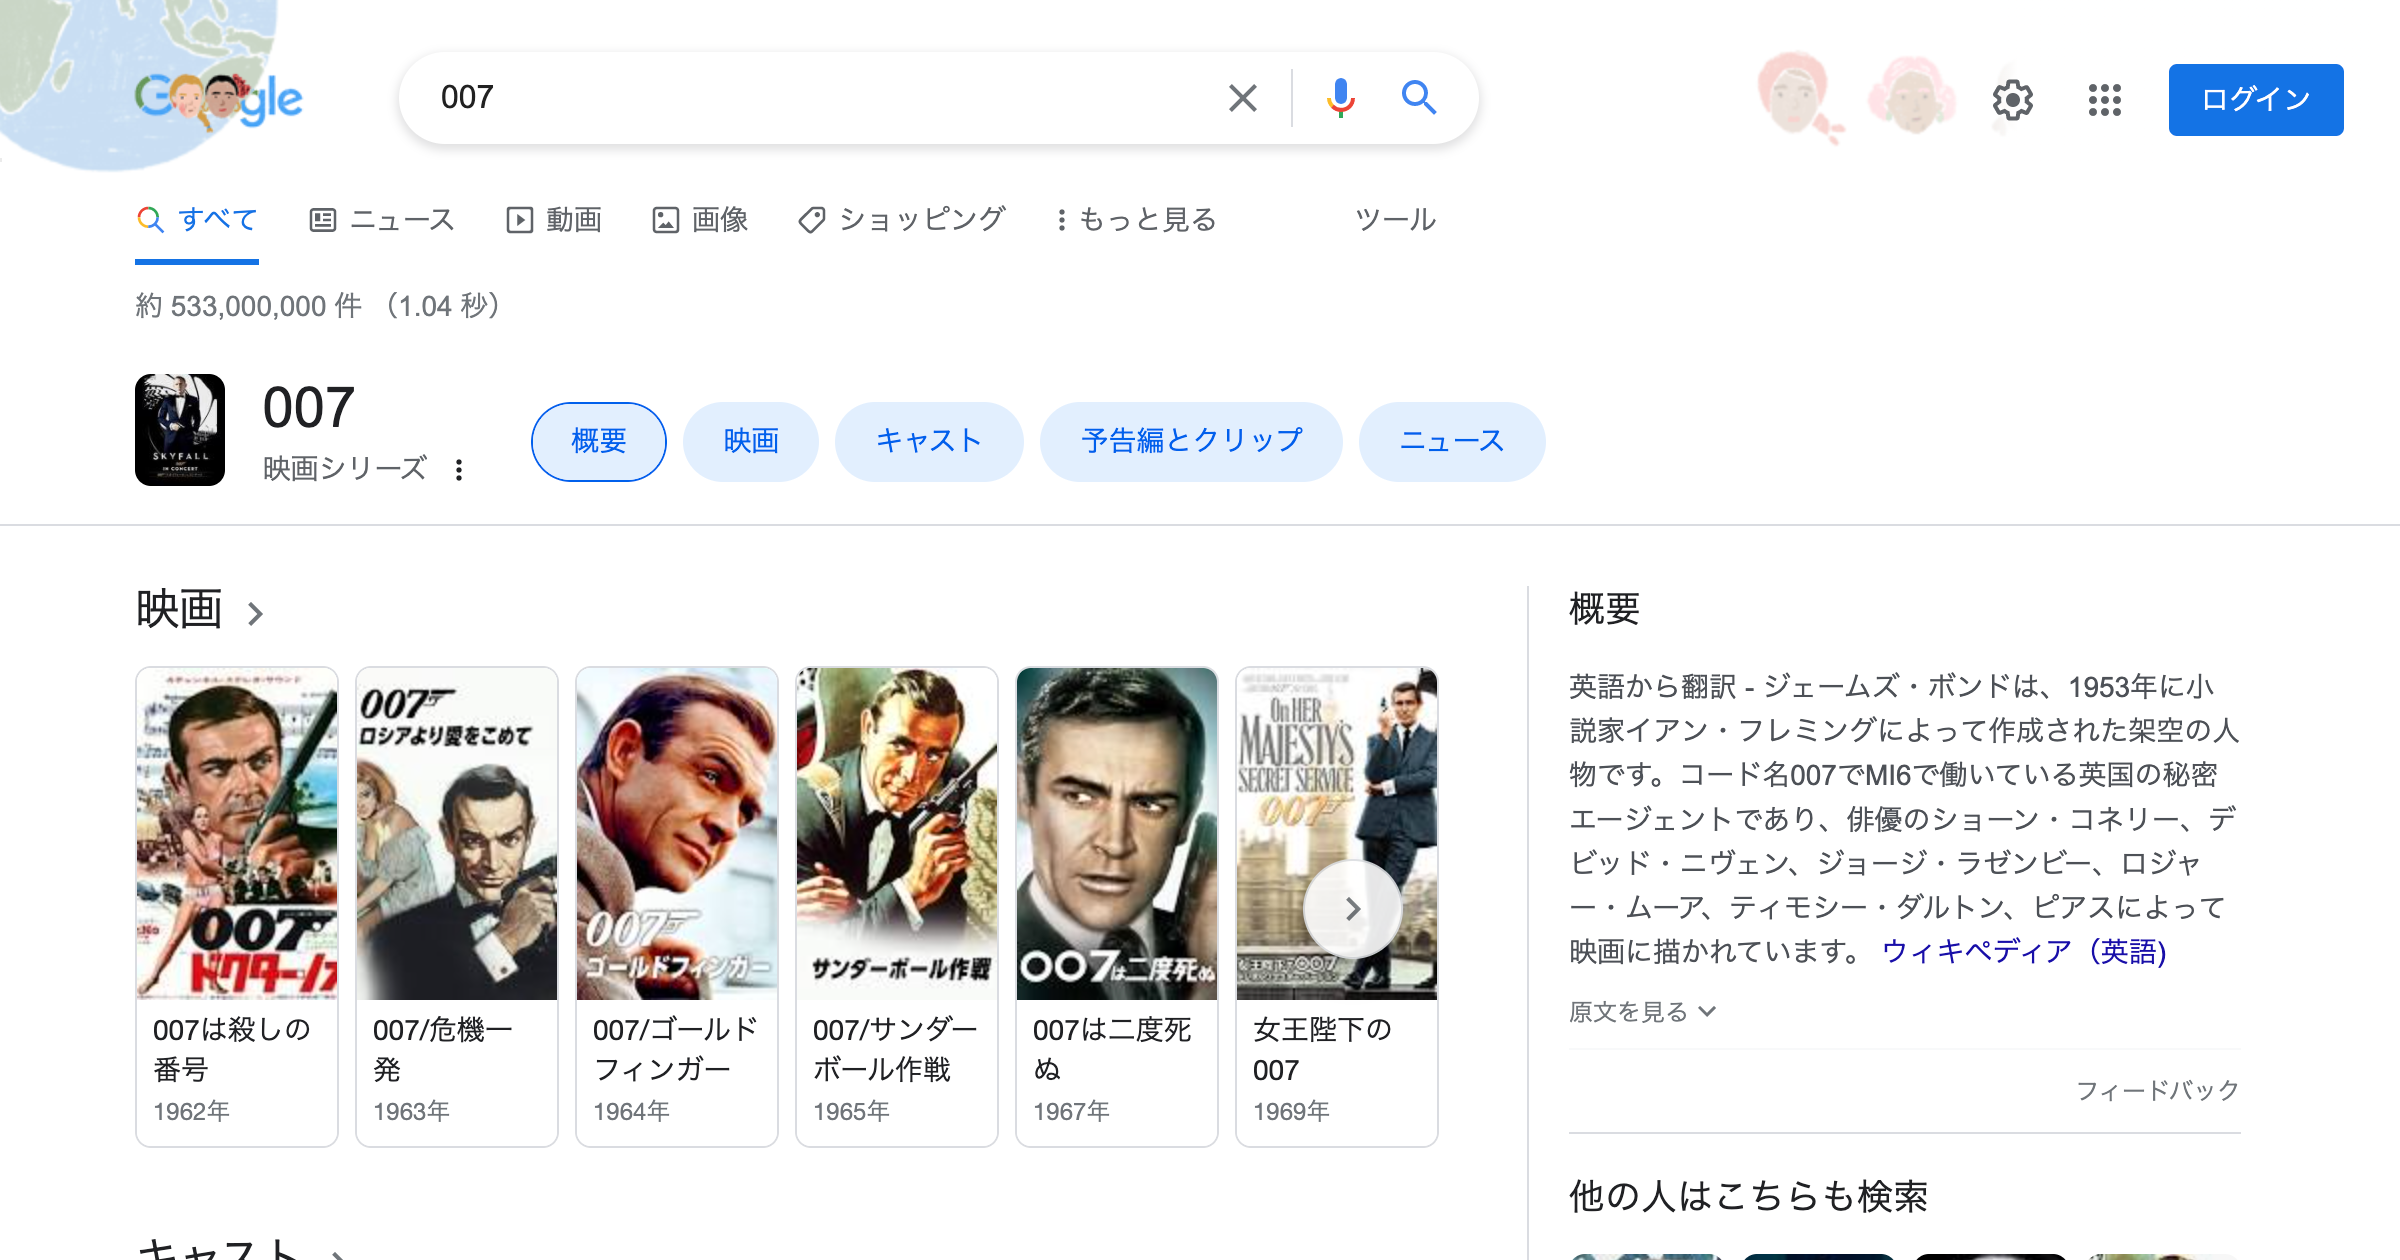 Google
007
ログイン
すべて
ニュース
動画
画像
ショッピング
もっと見る
ツール
約 533,000,000 件 （1.04 秒）
SKYFALL
IN CONCERT
007
映画シリーズ
概要
映画
キャスト
予告編とクリップ
ニュース
映画
007
ドクター・ノオ
007は殺しの
番号
1962年
007
ロシアより愛をこめて
007/危機一
発
1963年
007
ゴールドフィンガー
007/ゴールド
フィンガー
1964年
サンダーボール作戦
007/サンダー
ボール作戦
1965年
007は二度死ぬ
007は二度死
ぬ
1967年
On HER
MAJESTY'S
SECRET SERVICE
007
女王陛下の007
女王陛下の
007
1969年
キャスト
概要
英語から翻訳 - ジェームズ・ボンドは、1953年に小
説家イアン・フレミングによって作成された架空の人
物です。コード名007でMI6で働いている英国の秘密
エージェントであり、俳優のショーン・コネリー、デ
ビッド・ニヴェン、ジョージ・ラゼンビー、ロジャ
ー・ムーア、ティモシー・ダルトン、ピアスによって
映画に描かれています。 ウィキペディア（英語)
原文を見る
フィードバック
他の人はこちらも検索